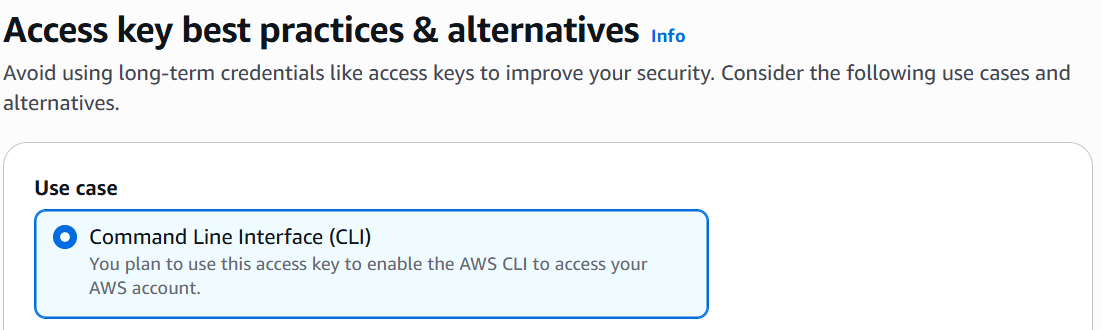 Access key best practices & alternatives Info
Avoid using long-term credentials like access keys to improve your security. Consider the following use cases and
alternatives.
Use case
Command Line Interface (CLI)
You plan to use this access key to enable the AWS CLI to access your
AWS account.